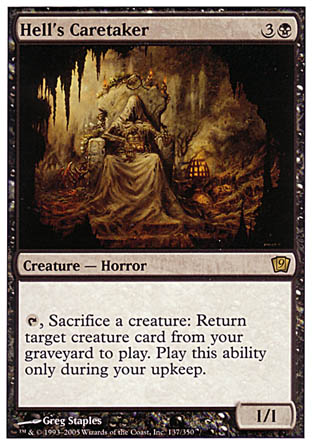 Hell's Caretaker 3
Creature — Horror 9
, Sacrifice a creature: Return
target creature card from your
graveyard to play. Play this ability
only during your upkeep.
Greg Staples
™ & © 1993–2005 Wizards of the Coast, Inc. 137/350
1/1